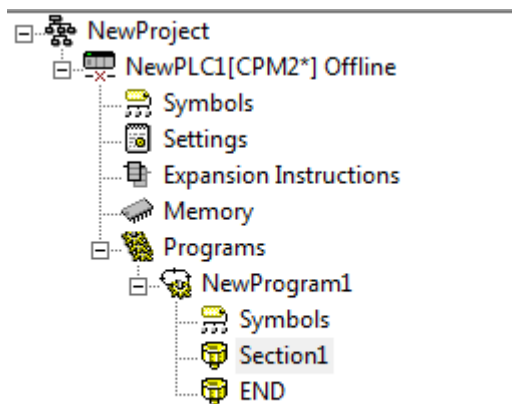 NewProject
NewPLC1[CPM2*] Offline
Symbols
Settings
Expansion Instructions
Memory
Programs
NewProgram1
Symbols
Section1
END